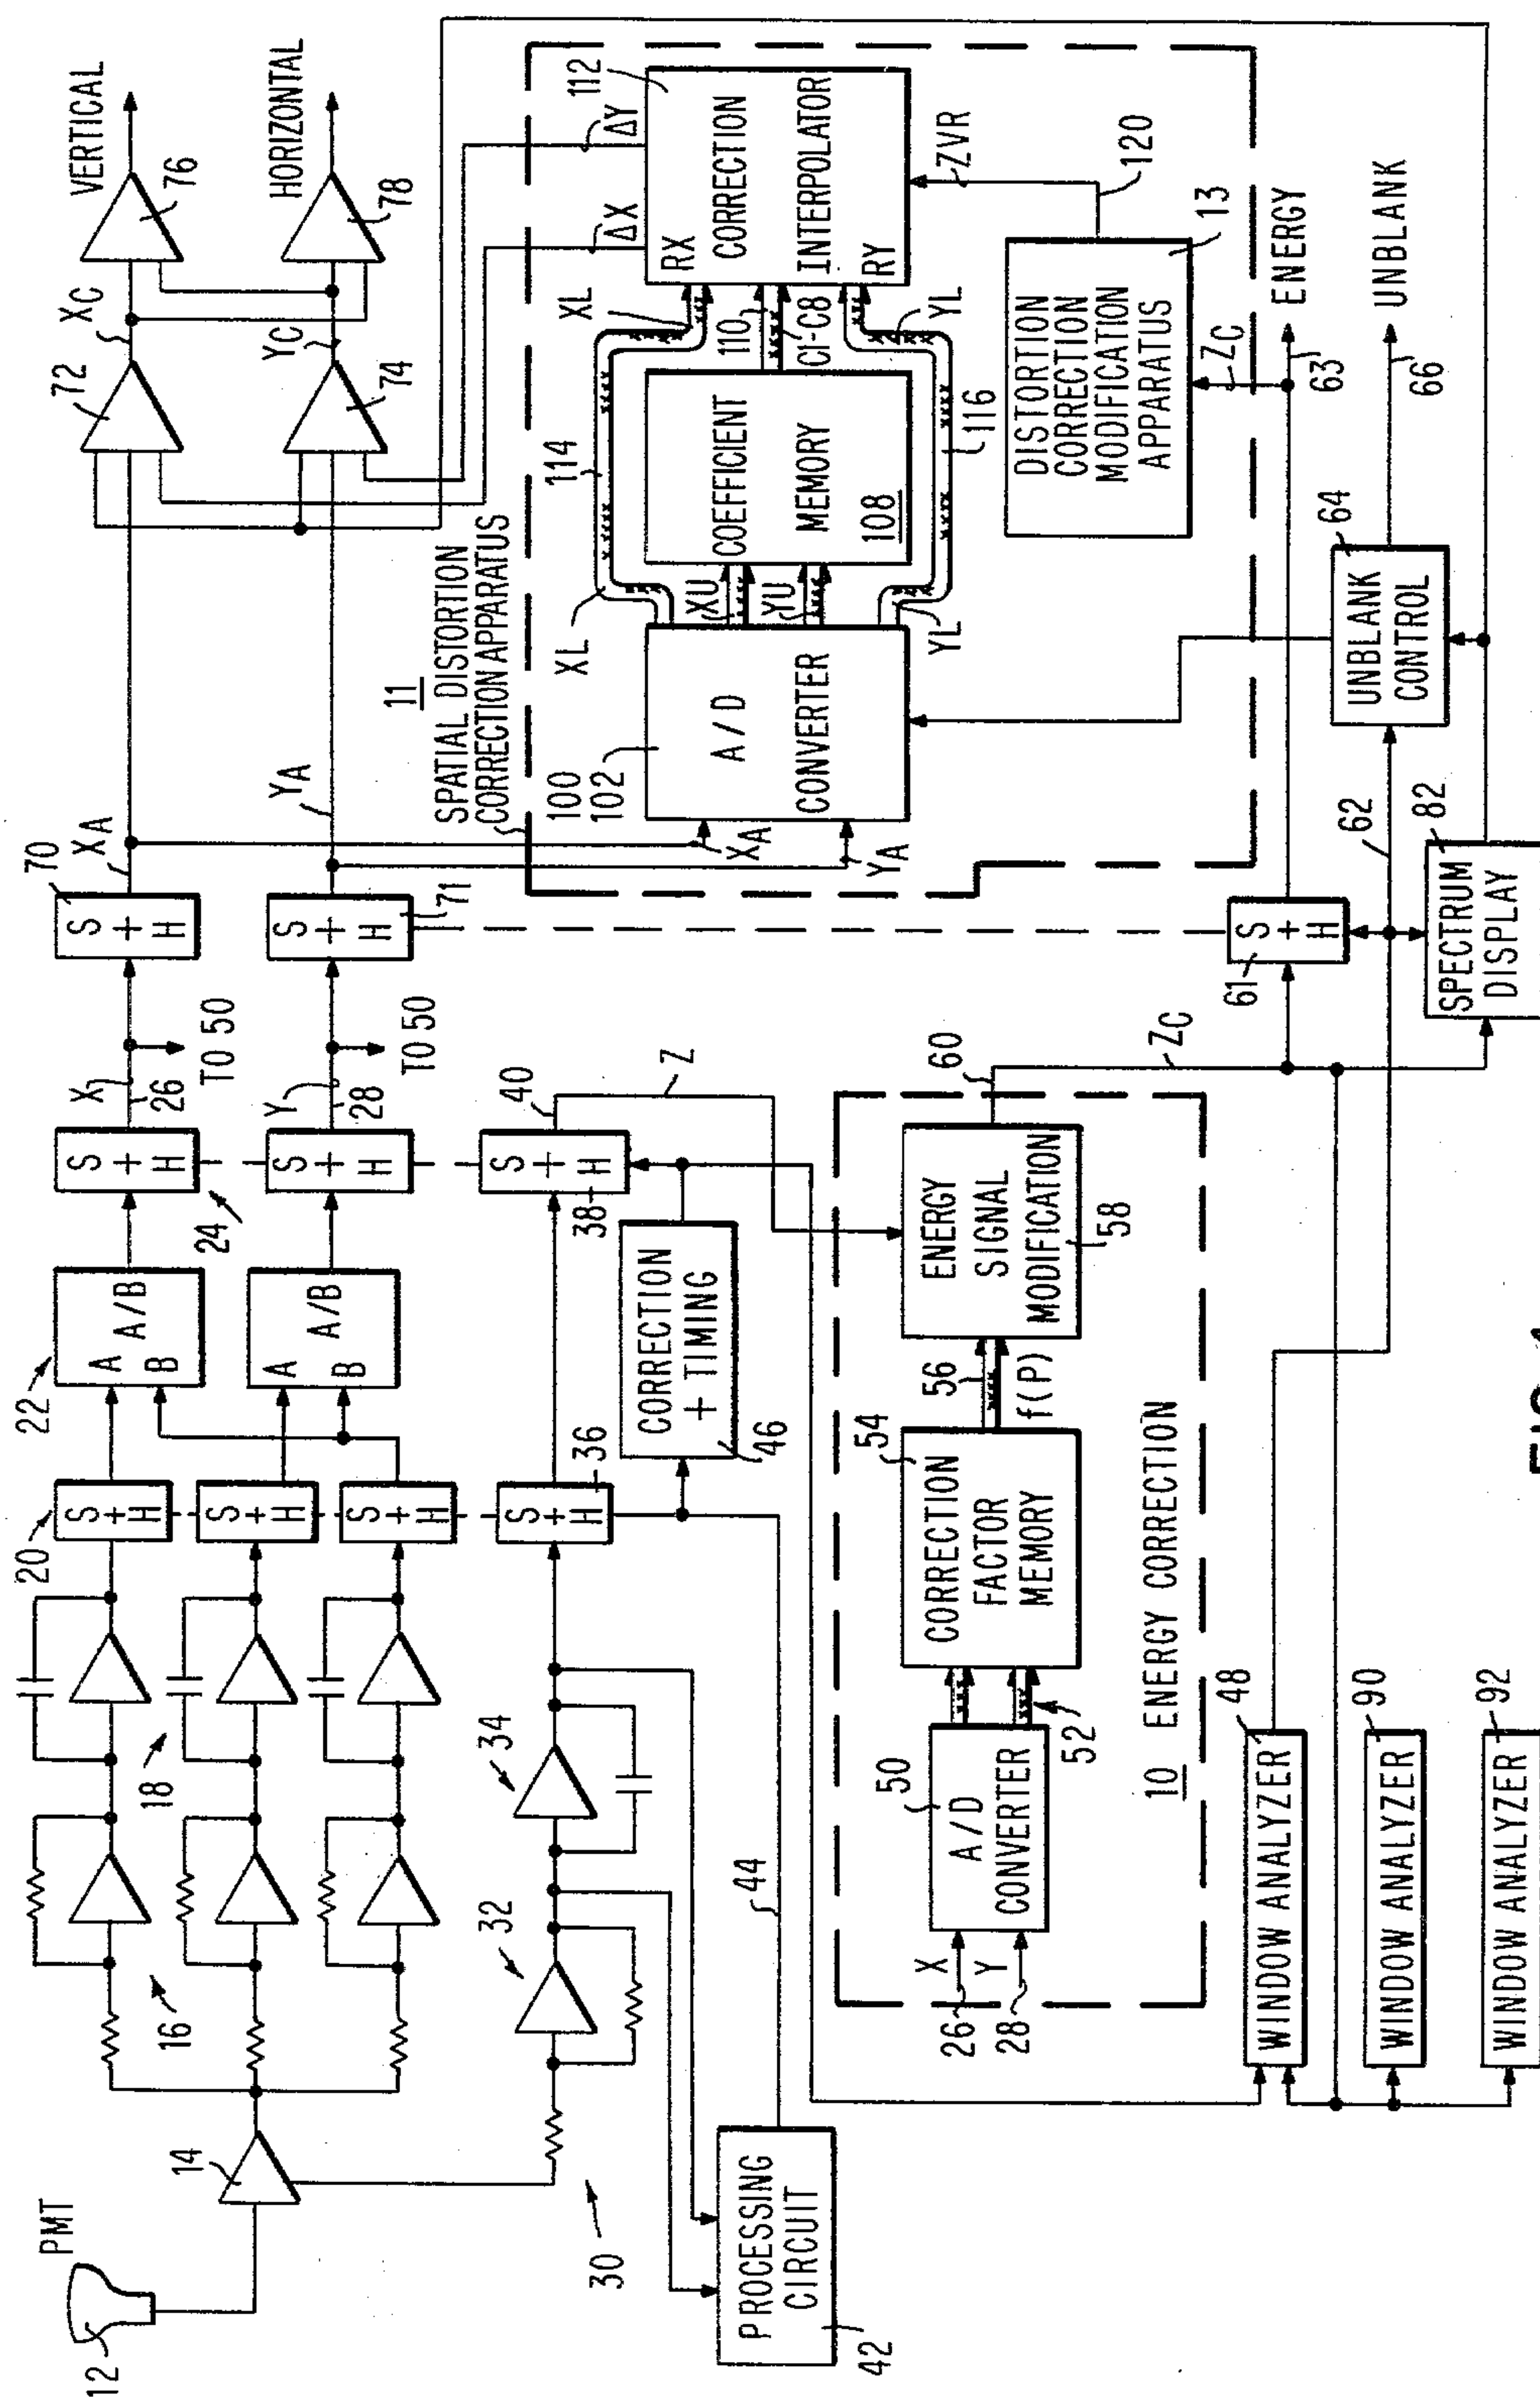 PMT
12
14
16
18
20
S + H
S + H
S + H
22
A A/B
B
A A/B
B
24
S + H
S + H
X
26
TO 50
Y
28
TO 50
70
S + H
XA
71
S + H
YA
72
XC
74
YC
76
VERTICAL
78
HORIZONTAL
30
32
34
36
S + H
38
S + H
40
Z
CORRECTION
+ TIMING
46
PROCESSING
CIRCUIT
42
44
11
SPATIAL DISTORTION
CORRECTION APPARATUS
100
102
XA
YA
A/D
CONVERTER
XL
XU
YU
YL
114
COEFFICIENT
MEMORY
108
116
XL
110
C1-C8
YL
RX
CORRECTION
INTERPOLATOR
RY
112
ΔX
ΔY
ZVR
120
DISTORTION
CORRECTION
MODIFICATION
APPARATUS
13
ZC
ENERGY
63
UNBLANK
66
X
26
Y
28
50
A/D
CONVERTER
52
54
CORRECTION
FACTOR
MEMORY
56
f(P)
ENERGY
SIGNAL
MODIFICATION
58
60
10 ENERGY CORRECTION
ZC
61
S + H
62
64
UNBLANK
CONTROL
82
SPECTRUM
DISPLAY
48
WINDOW ANALYZER
90
WINDOW ANALYZER
92
WINDOW ANALYZER